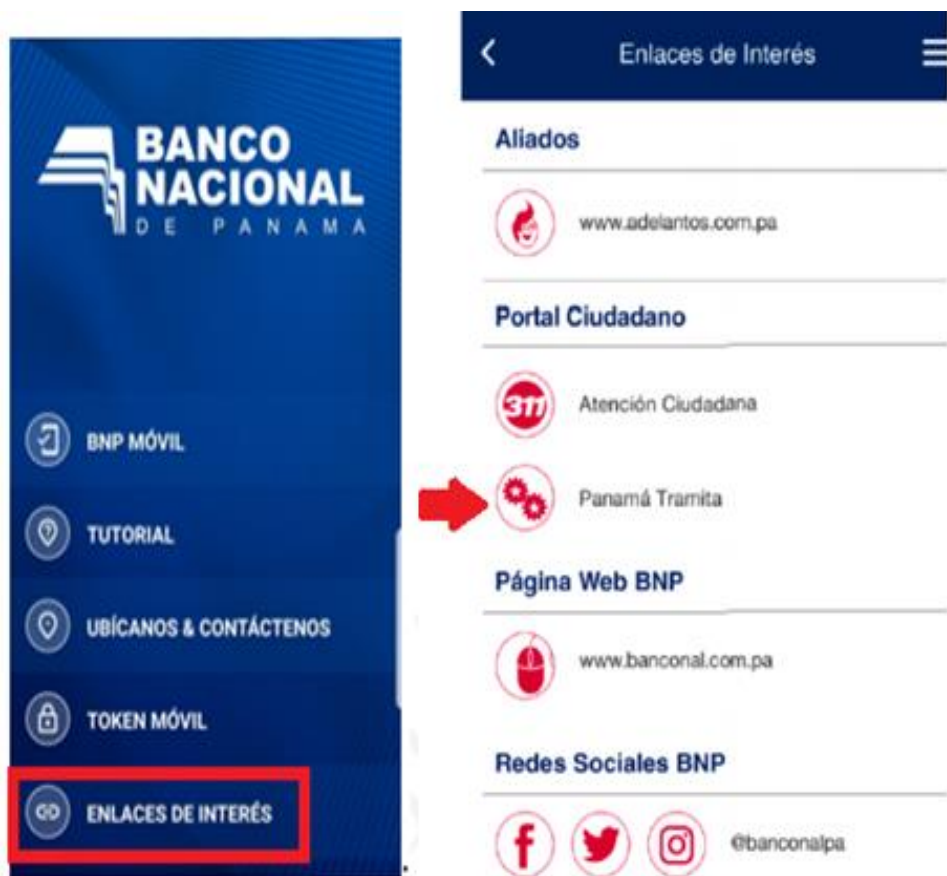 BANCO
NACIONAL
DE PANAMA
BNP MÓVIL
TUTORIAL
UBÍCANOS & CONTÁCTENOS
TOKEN MÓVIL
ENLACES DE INTERÉS
Enlaces de Interés
Aliados
www.adelantos.com.pa
Portal Ciudadano
311
Atención Ciudadana
Panamá Tramita
Página Web BNP
www.banconal.com.pa
Redes Sociales BNP
@banconalpa